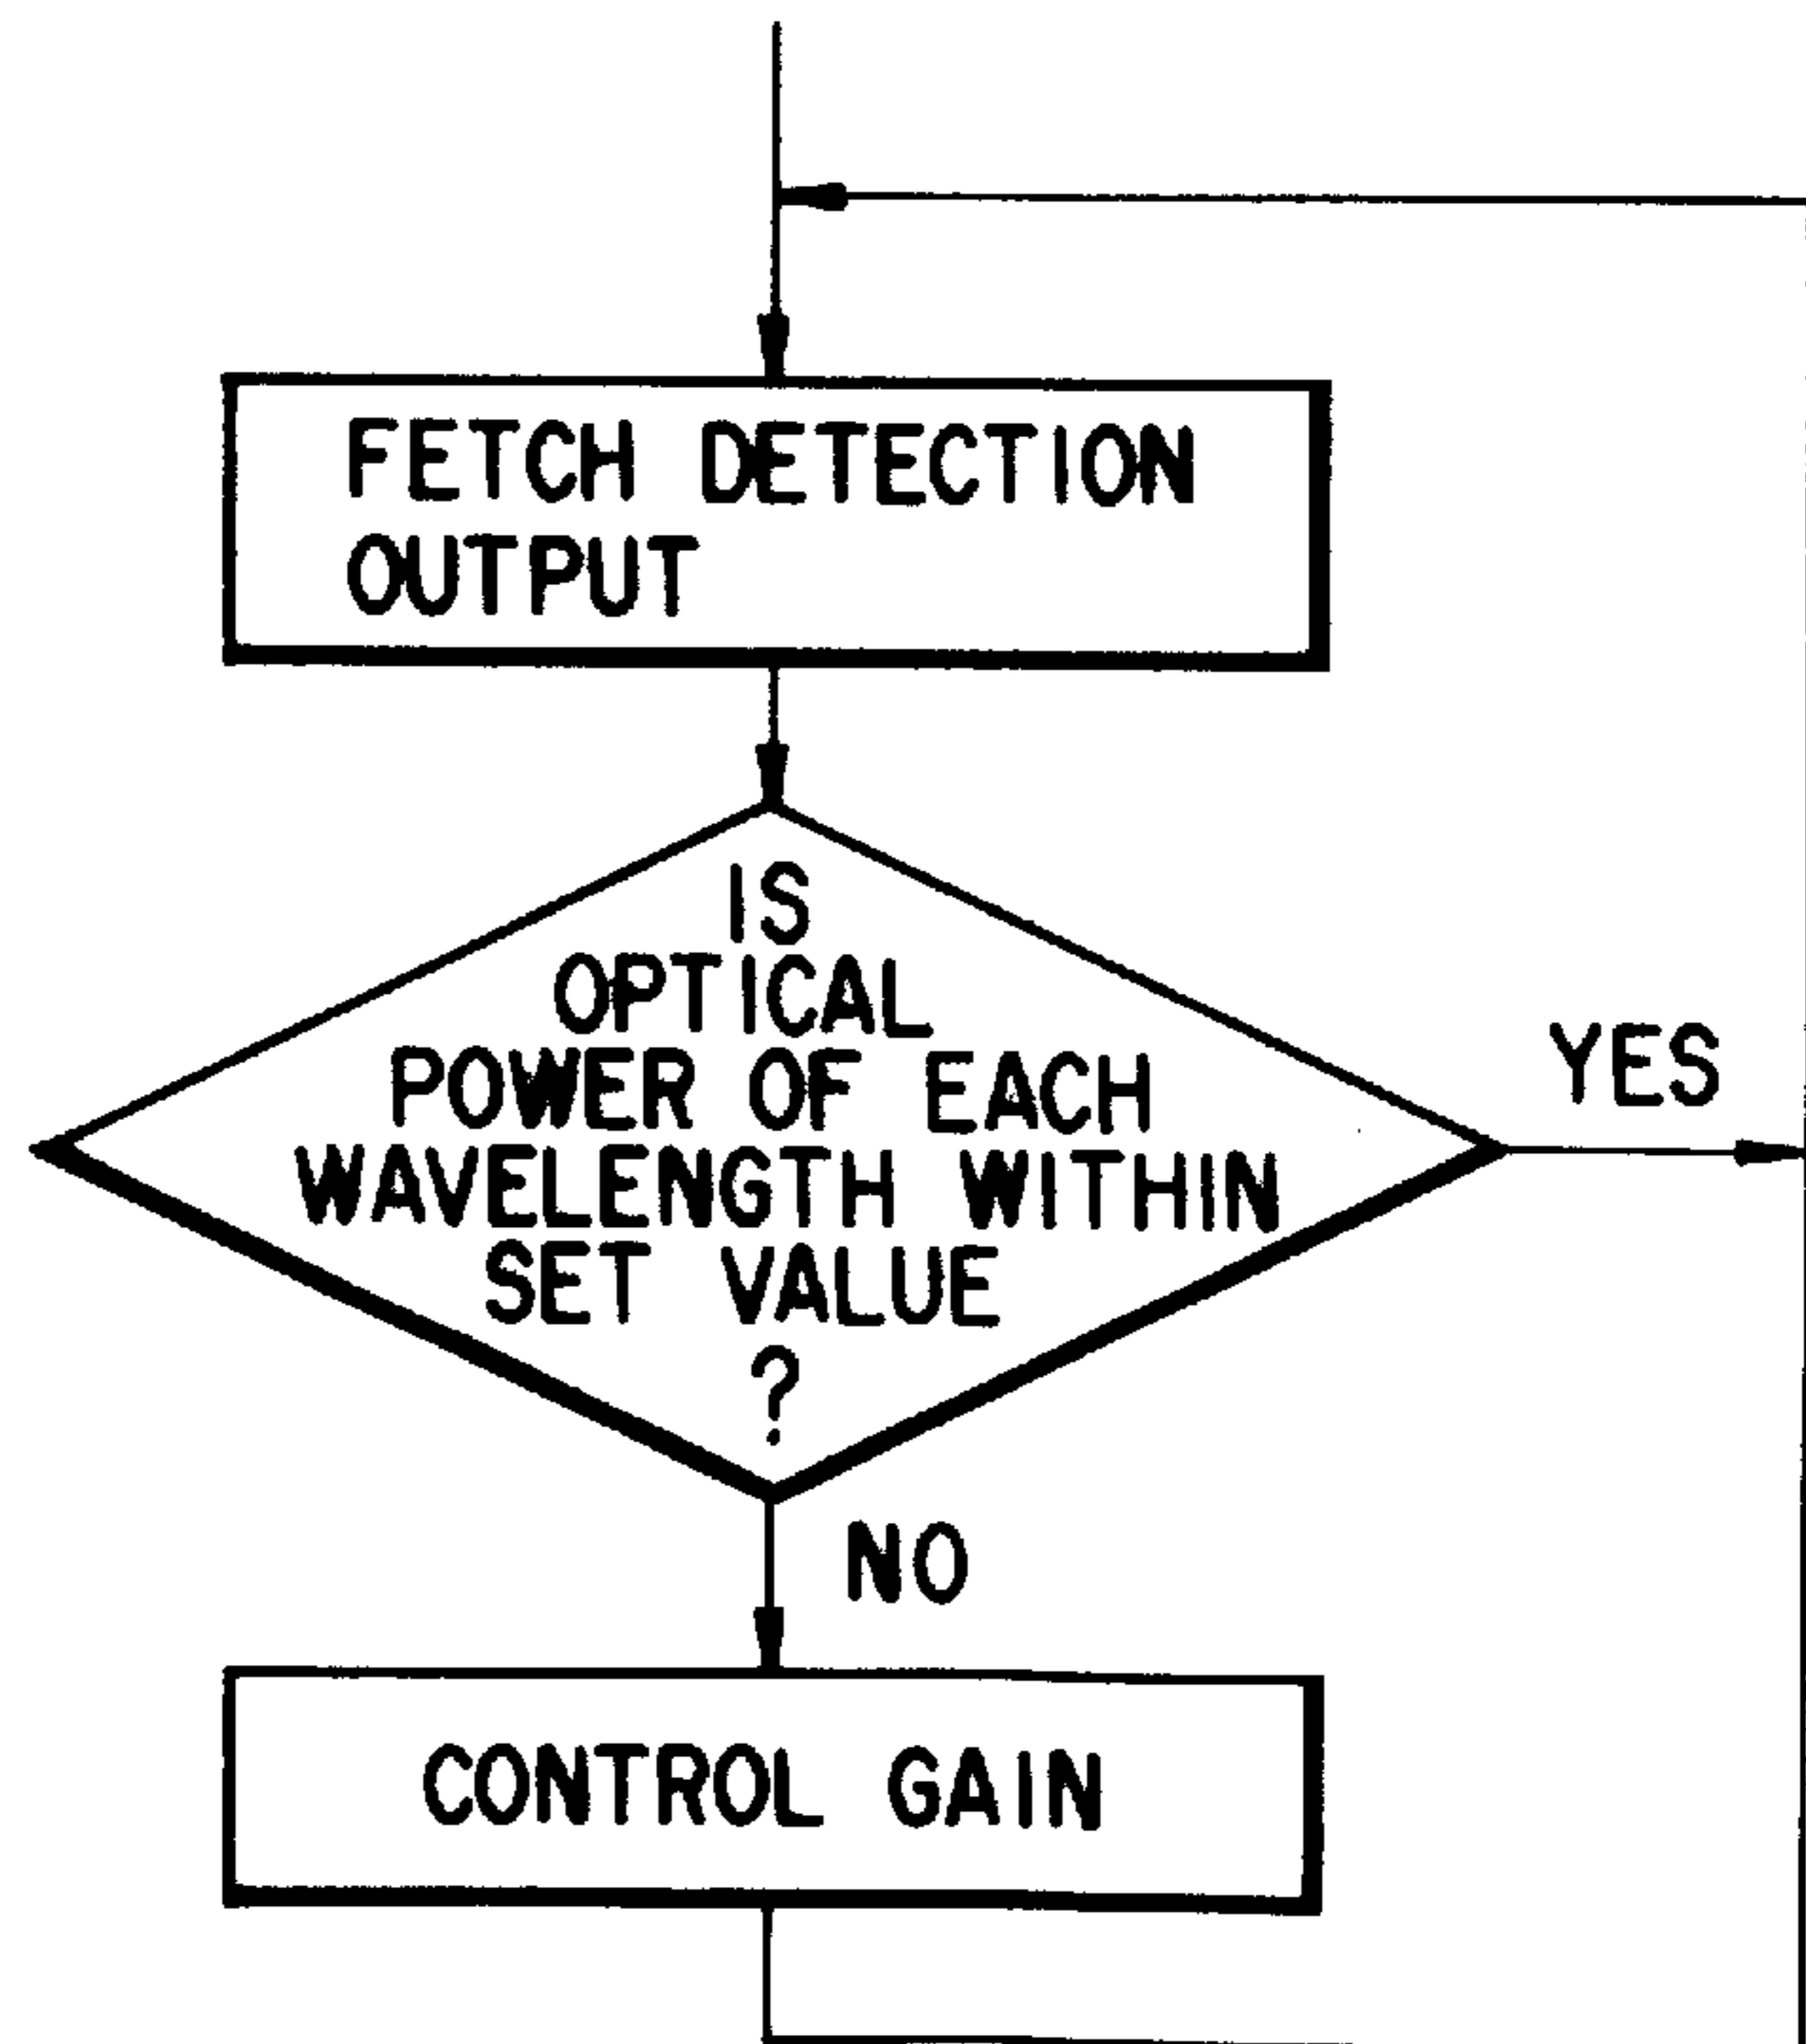 FETCH DETECTION
OUTPUT
IS
OPTICAL
POWER OF EACH
WAVELENGTH WITHIN
SET VALUE
?
YES
NO
CONTROL GAIN